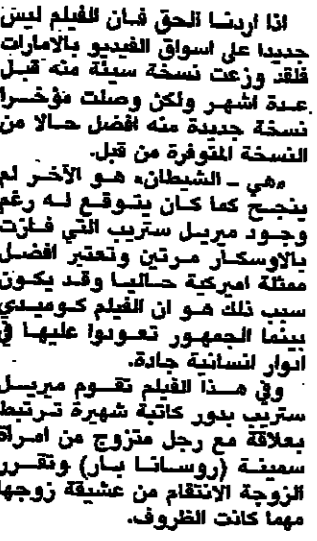 اذا اردنا الحق فان الفيلم ليس
جديدا على اسواق الفيديو بالامارات
فلقد وزعت نسخة سيئة منه قبل
عدة اشهر ولكن وصلت مؤخرا
نسخة جديدة منه افضل حالا من
النسخة المتوفرة من قبل.
«هي - الشيطان» هو الآخر لم
ينجح كما كان يتوقع له رغم
وجود ميريل ستريب التي فازت
بالاوسكار مرتين وتعتبر افضل
ممثلة اميركية حاليا وقد يكون
سبب ذلك هو ان الفيلم كوميدي
بينما الجمهور تعودوا عليها في
ادوار انسانية جادة.
وفي هذا الفيلم تقوم ميريل
ستريب بدور كاتبة شهيرة ترتبط
بعلاقة مع رجل متزوج من امرأة
سمينة (روسانا بار) وتقرر
الزوجة الانتقام من عشيقة زوجها
مهما كانت الظروف.